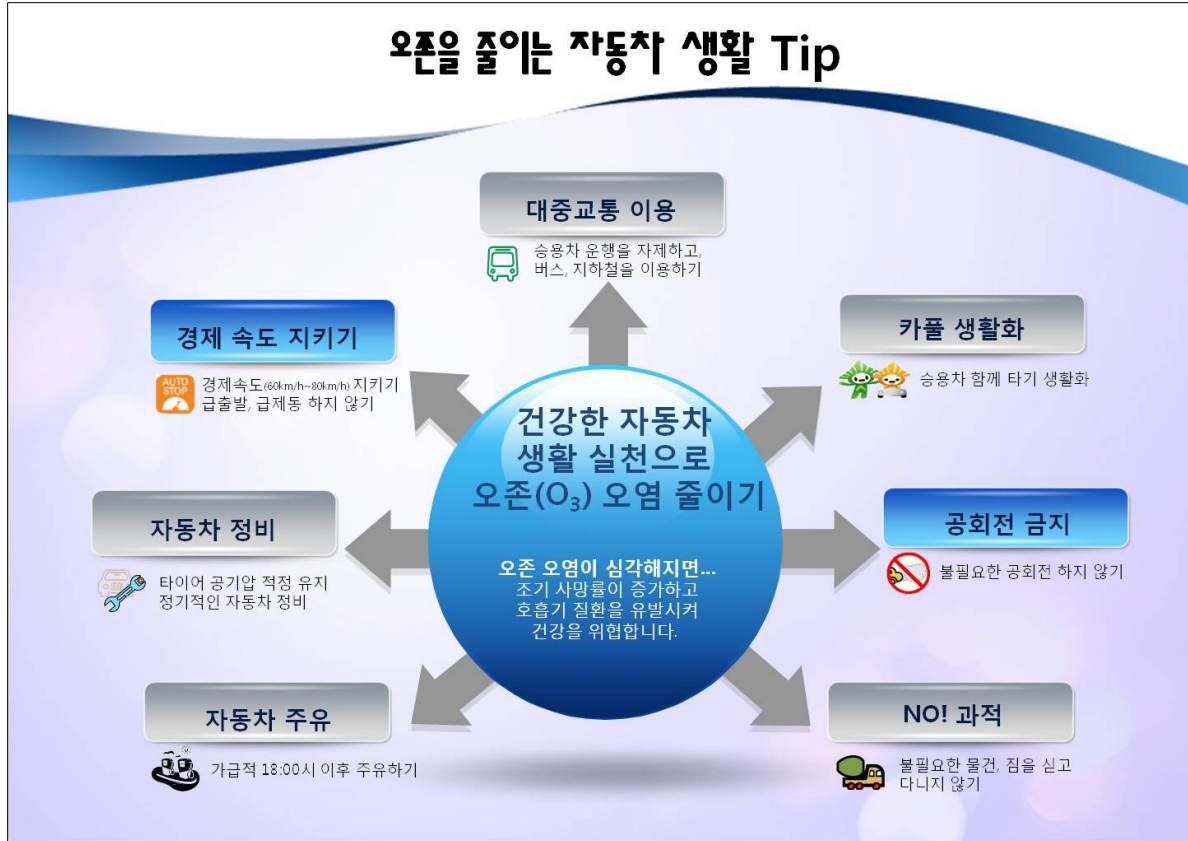 오존을 줄이는 자동차 생활 Tip
대중교통 이용
승용차 운행을 자제하고,
버스, 지하철을 이용하기
경제 속도 지키기
AUTO
STOP
경제속도(60km/h~80km/h) 지키기
급출발, 급제동 하지 않기
카풀 생활화
승용차 함께 타기 생활화
건강한 자동차
생활 실천으로
오존(O₃) 오염 줄이기
오존 오염이 심각해지면...
조기 사망률이 증가하고
호흡기 질환을 유발시켜
건강을 위협합니다.
자동차 정비
타이어 공기압 적정 유지
정기적인 자동차 정비
공회전 금지
불필요한 공회전 하지 않기
자동차 주유
가급적 18:00시 이후 주유하기
NO! 과적
불필요한 물건, 짐을 싣고
다니지 않기